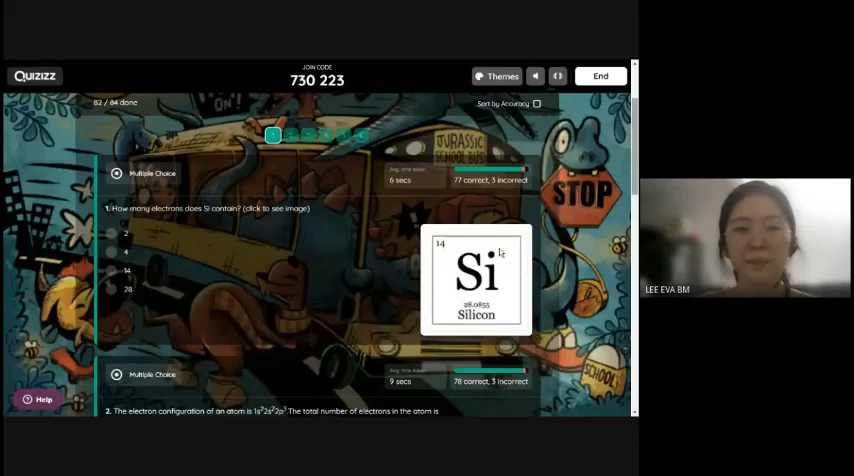 QUIZIZZ
JOIN CODE
730 223
Themes
End
82 / 84 done
Sort by Accuracy
ON!
1
JURASSIC
SCHOOL BUS
STOP
Multiple Choice
Avg. time taken
6 secs
77 correct, 3 incorrect
1. How many electrons does SI contain? (click to see image)
2
4
14
28
14
Si
28.0855
Silicon
LEE EVA BM
Multiple Choice
Avg. time taken
9 secs
78 correct, 3 incorrect
SCHOOL
Help
2. The electron configuration of an atom is 1s²2s²2p³.The total number of electrons in the atom is